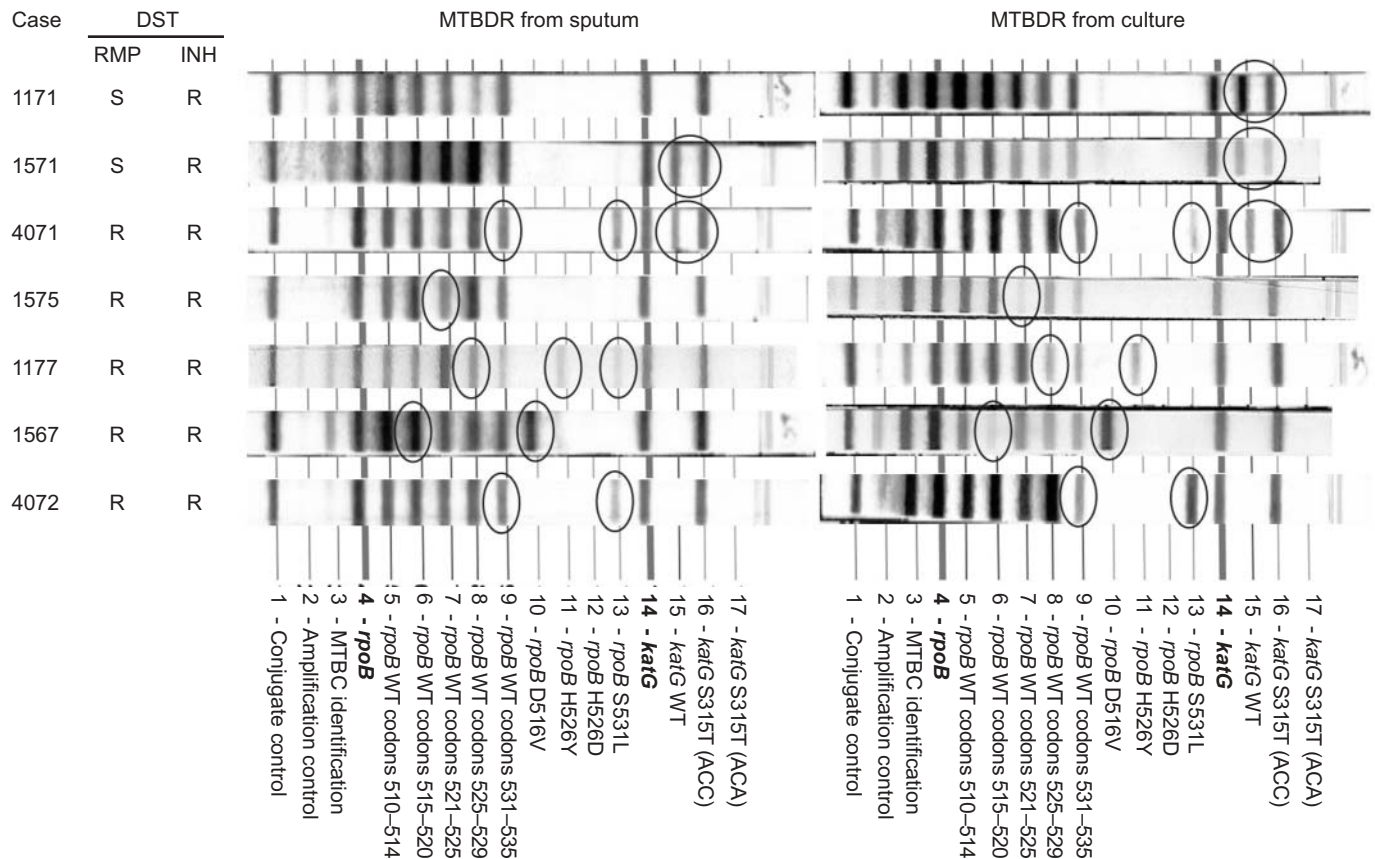 Case DST MTBDR from sputum MTBDR from culture
RMP INH
1171 S R
1571 S R
4071 R R
1575 R R
1177 R R
1567 R R
4072 R R
1 - Conjugate control
2 - Amplification control
3 - MTBC identification
4 - rpoB
5 - rpoB WT codons 510–514
6 - rpoB WT codons 515–520
7 - rpoB WT codons 521–525
8 - rpoB WT codons 525–529
9 - rpoB WT codons 531–535
10 - rpoB D516V
11 - rpoB H526Y
12 - rpoB H526D
13 - rpoB S531L
14 - katG
15 - katG WT
16 - katG S315T (ACC)
17 - katG S315T (ACA)
1 - Conjugate control
2 - Amplification control
3 - MTBC identification
4 - rpoB
5 - rpoB WT codons 510–514
6 - rpoB WT codons 515–520
7 - rpoB WT codons 521–525
8 - rpoB WT codons 525–529
9 - rpoB WT codons 531–535
10 - rpoB D516V
11 - rpoB H526Y
12 - rpoB H526D
13 - rpoB S531L
14 - katG
15 - katG WT
16 - katG S315T (ACC)
17 - katG S315T (ACA)